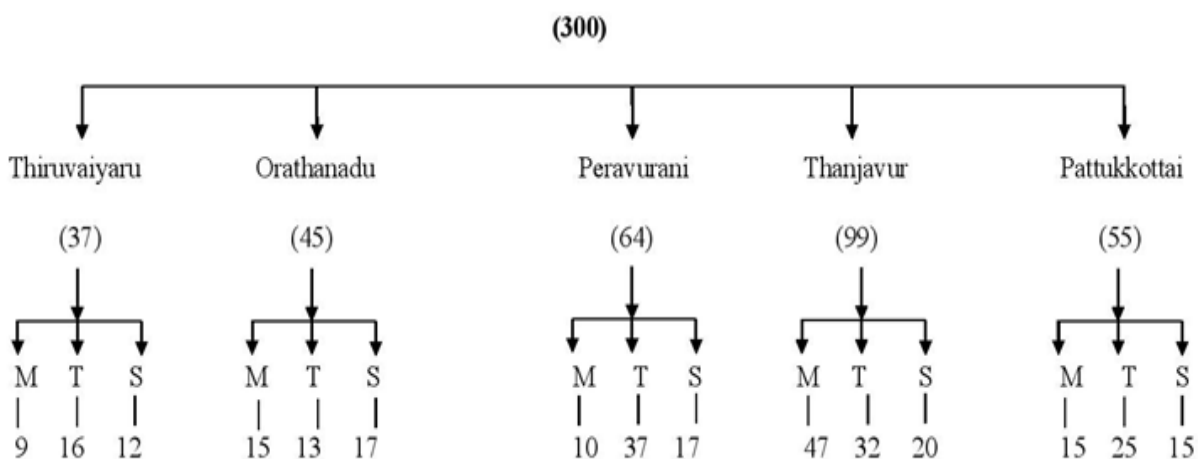 (300)
Thiruvaiyaru Orathanadu Peravurani Thanjavur Pattukkottai
(37) (45) (64) (99) (55)
M T S M T S M T S M T S M T S
9 16 12 15 13 17 10 37 17 47 32 20 15 25 15